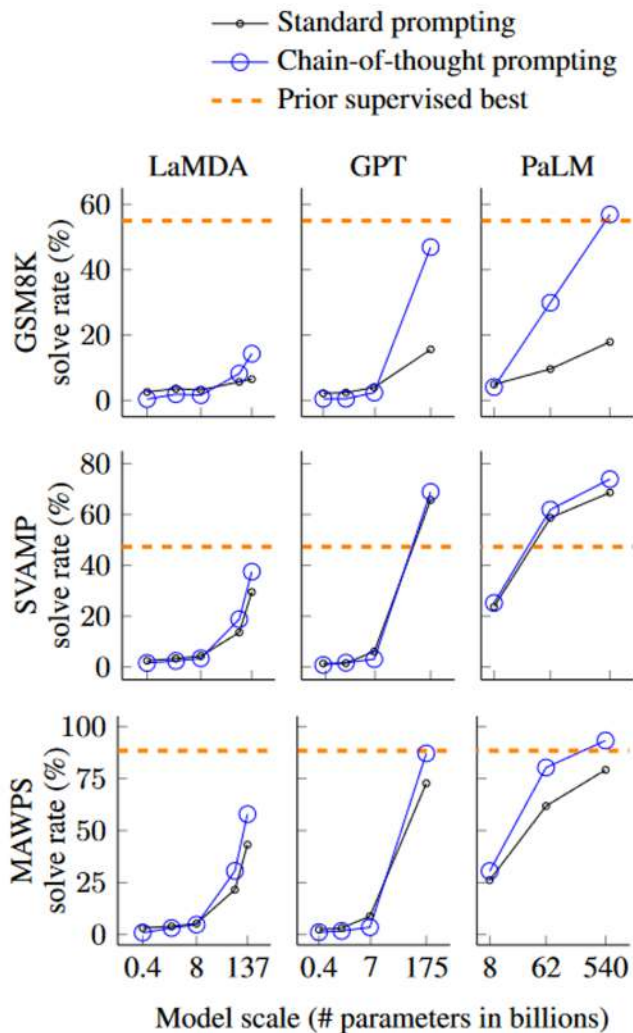 Standard prompting
Chain-of-thought prompting
Prior supervised best
LaMDA GPT PaLM
GSM8K
solve rate (%)
60
40
20
0
SVAMP
solve rate (%)
80
60
40
20
0
MAWPS
solve rate (%)
100
75
50
25
0
0.4 8 137 0.4 7 175 8 62 540
Model scale (# parameters in billions)